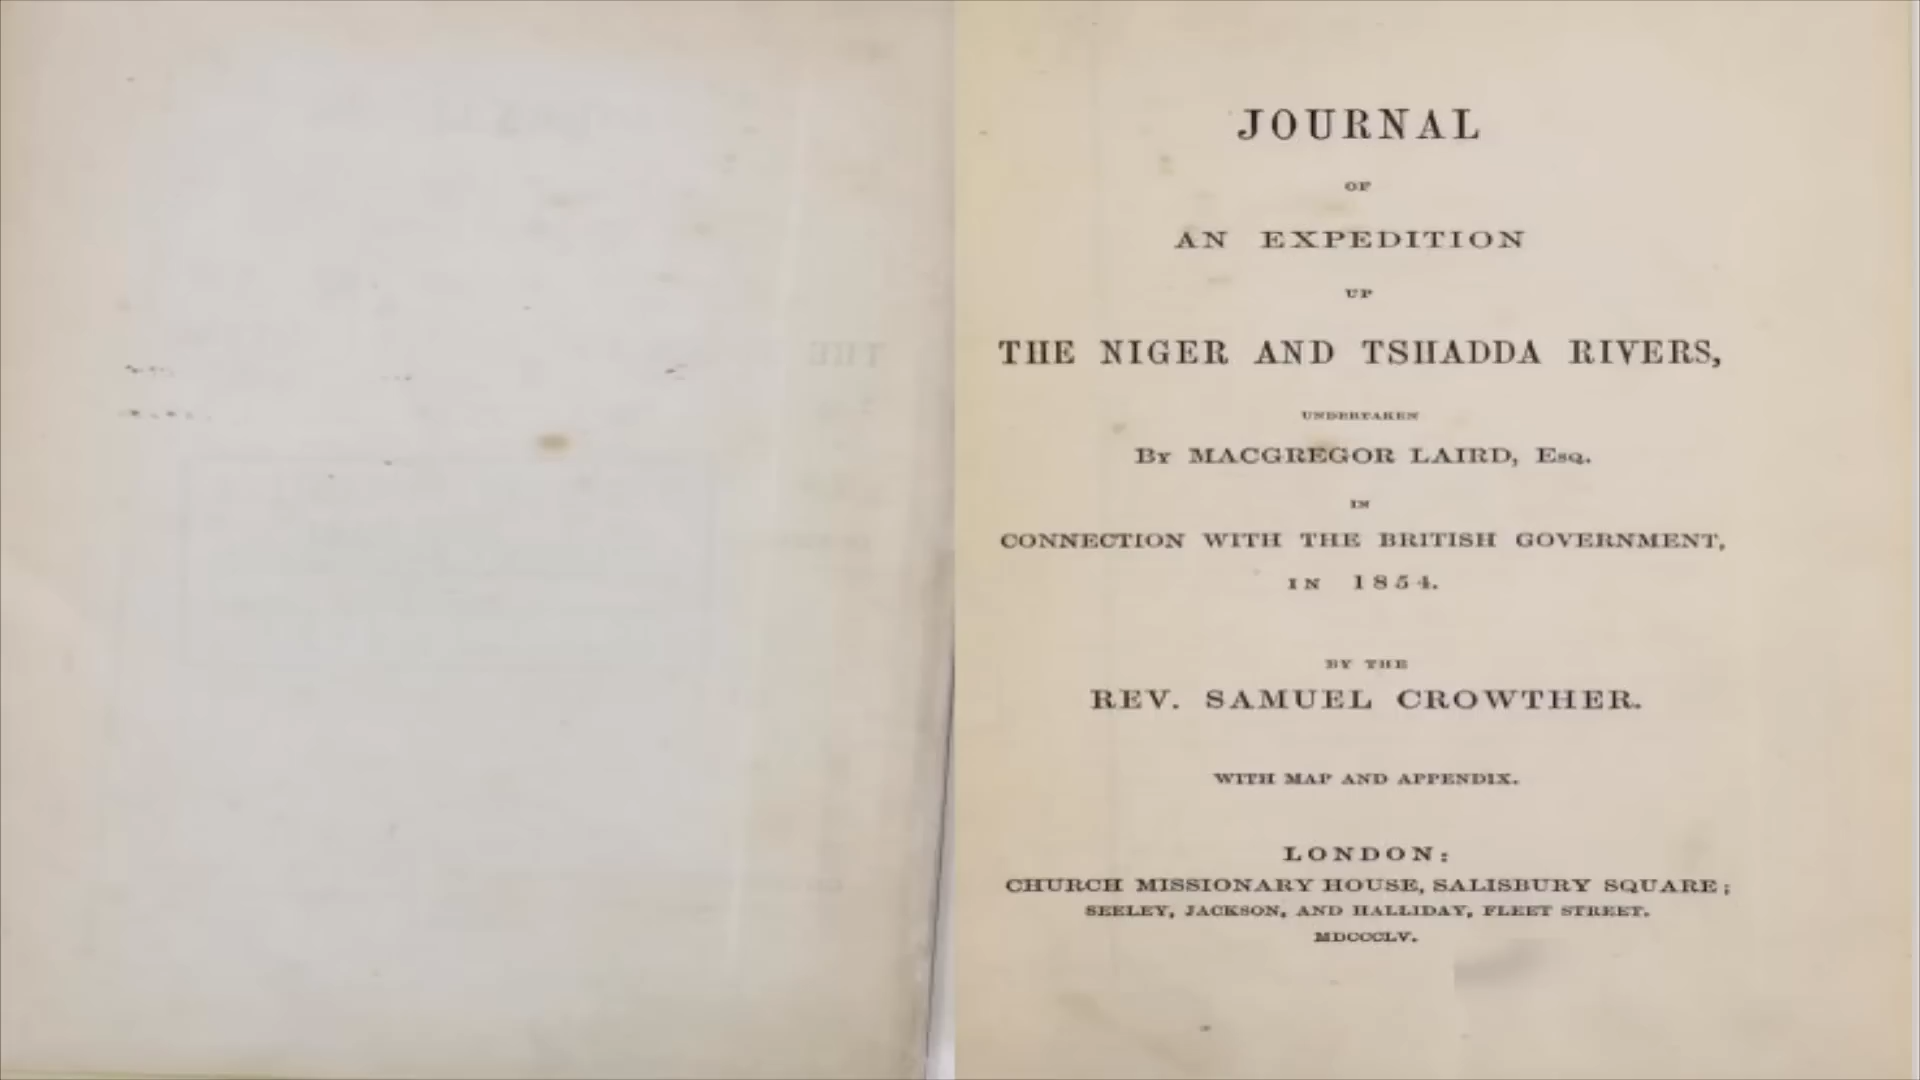 JOURNAL
OF
AN EXPEDITION
UP
THE NIGER AND TSHADDA RIVERS,
UNDERTAKEN
By MACGREGOR LAIRD, Esq.
IN
CONNECTION WITH THE BRITISH GOVERNMENT,
IN 1854.
BY THE
REV. SAMUEL CROWTHER.
WITH MAP AND APPENDIX.
LONDON:
CHURCH MISSIONARY HOUSE, SALISBURY SQUARE;
SEELEY, JACKSON, AND HALLIDAY, FLEET STREET.
MDCCCLV.